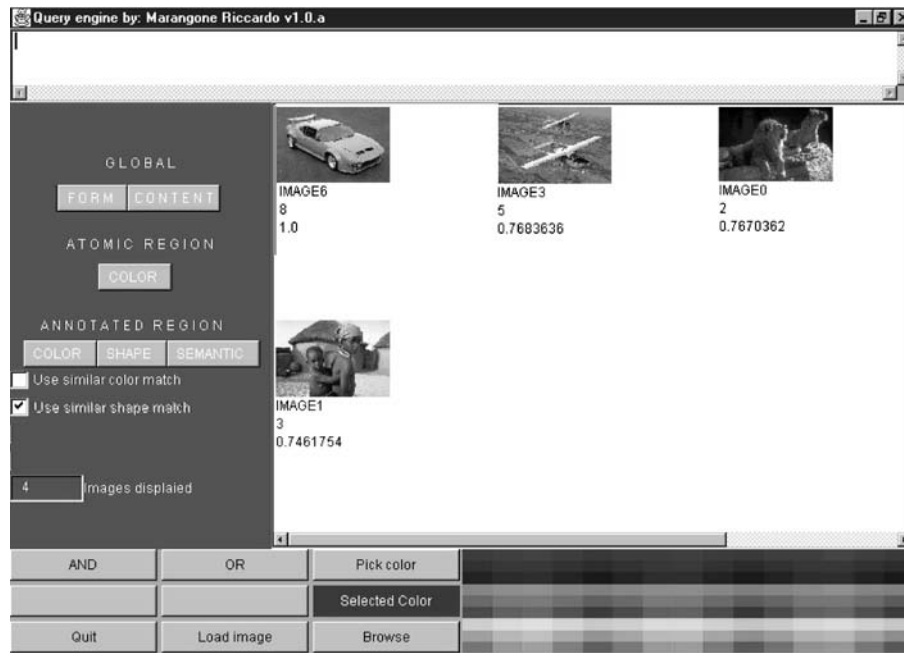 Query engine by: Marangone Riccardo v1.0.a
GLOBAL
FORM CONTENT
ATOMIC REGION
COLOR
ANNOTATED REGION
COLOR SHAPE SEMANTIC
Use similar color match
Use similar shape match
4 Images displaied
IMAGE6
8
1.0
IMAGE3
5
0.7683636
IMAGE0
2
0.7670362
IMAGE1
3
0.7461754
AND OR Pick color
Selected Color
Quit Load image Browse